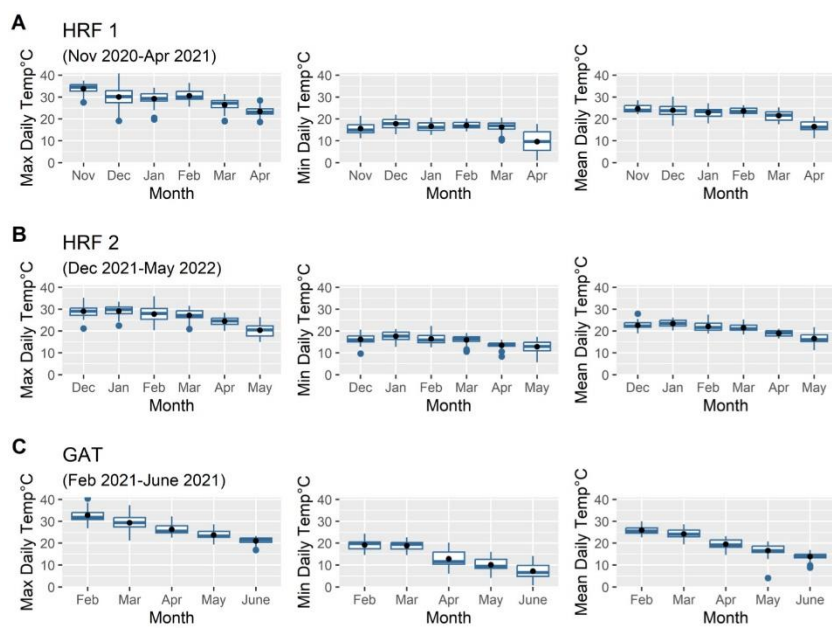 A
HRF 1
(Nov 2020-Apr 2021)
Max Daily Temp°C
40
30
20
10
0
Nov Dec Jan Feb Mar Apr
Month
Min Daily Temp°C
40
30
20
10
0
Nov Dec Jan Feb Mar Apr
Month
Mean Daily Temp°C
40
30
20
10
0
Nov Dec Jan Feb Mar Apr
Month
B
HRF 2
(Dec 2021-May 2022)
Max Daily Temp°C
40
30
20
10
0
Dec Jan Feb Mar Apr May
Month
Min Daily Temp°C
40
30
20
10
0
Dec Jan Feb Mar Apr May
Month
Mean Daily Temp°C
40
30
20
10
0
Dec Jan Feb Mar Apr May
Month
C
GAT
(Feb 2021-June 2021)
Max Daily Temp°C
40
30
20
10
0
Feb Mar Apr May June
Month
Min Daily Temp°C
40
30
20
10
0
Feb Mar Apr May June
Month
Mean Daily Temp°C
40
30
20
10
0
Feb Mar Apr May June
Month